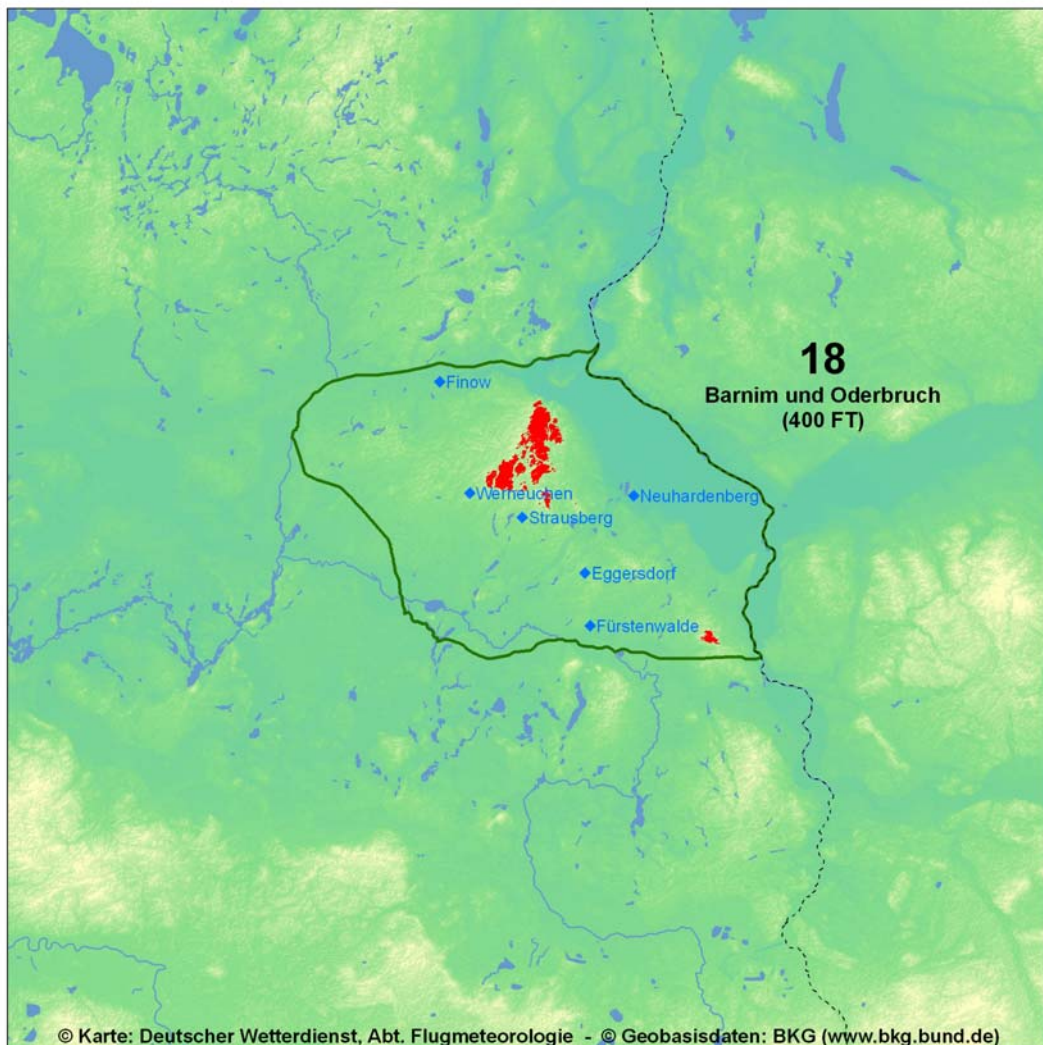 18
Barnim und Oderbruch
(400 FT)
Finow
Werneuchen
Neuhardenberg
Strausberg
Eggersdorf
Fürstenwalde
© Karte: Deutscher Wetterdienst, Abt. Flugmeteorologie - © Geobasisdaten: BKG (www.bkg.bund.de)